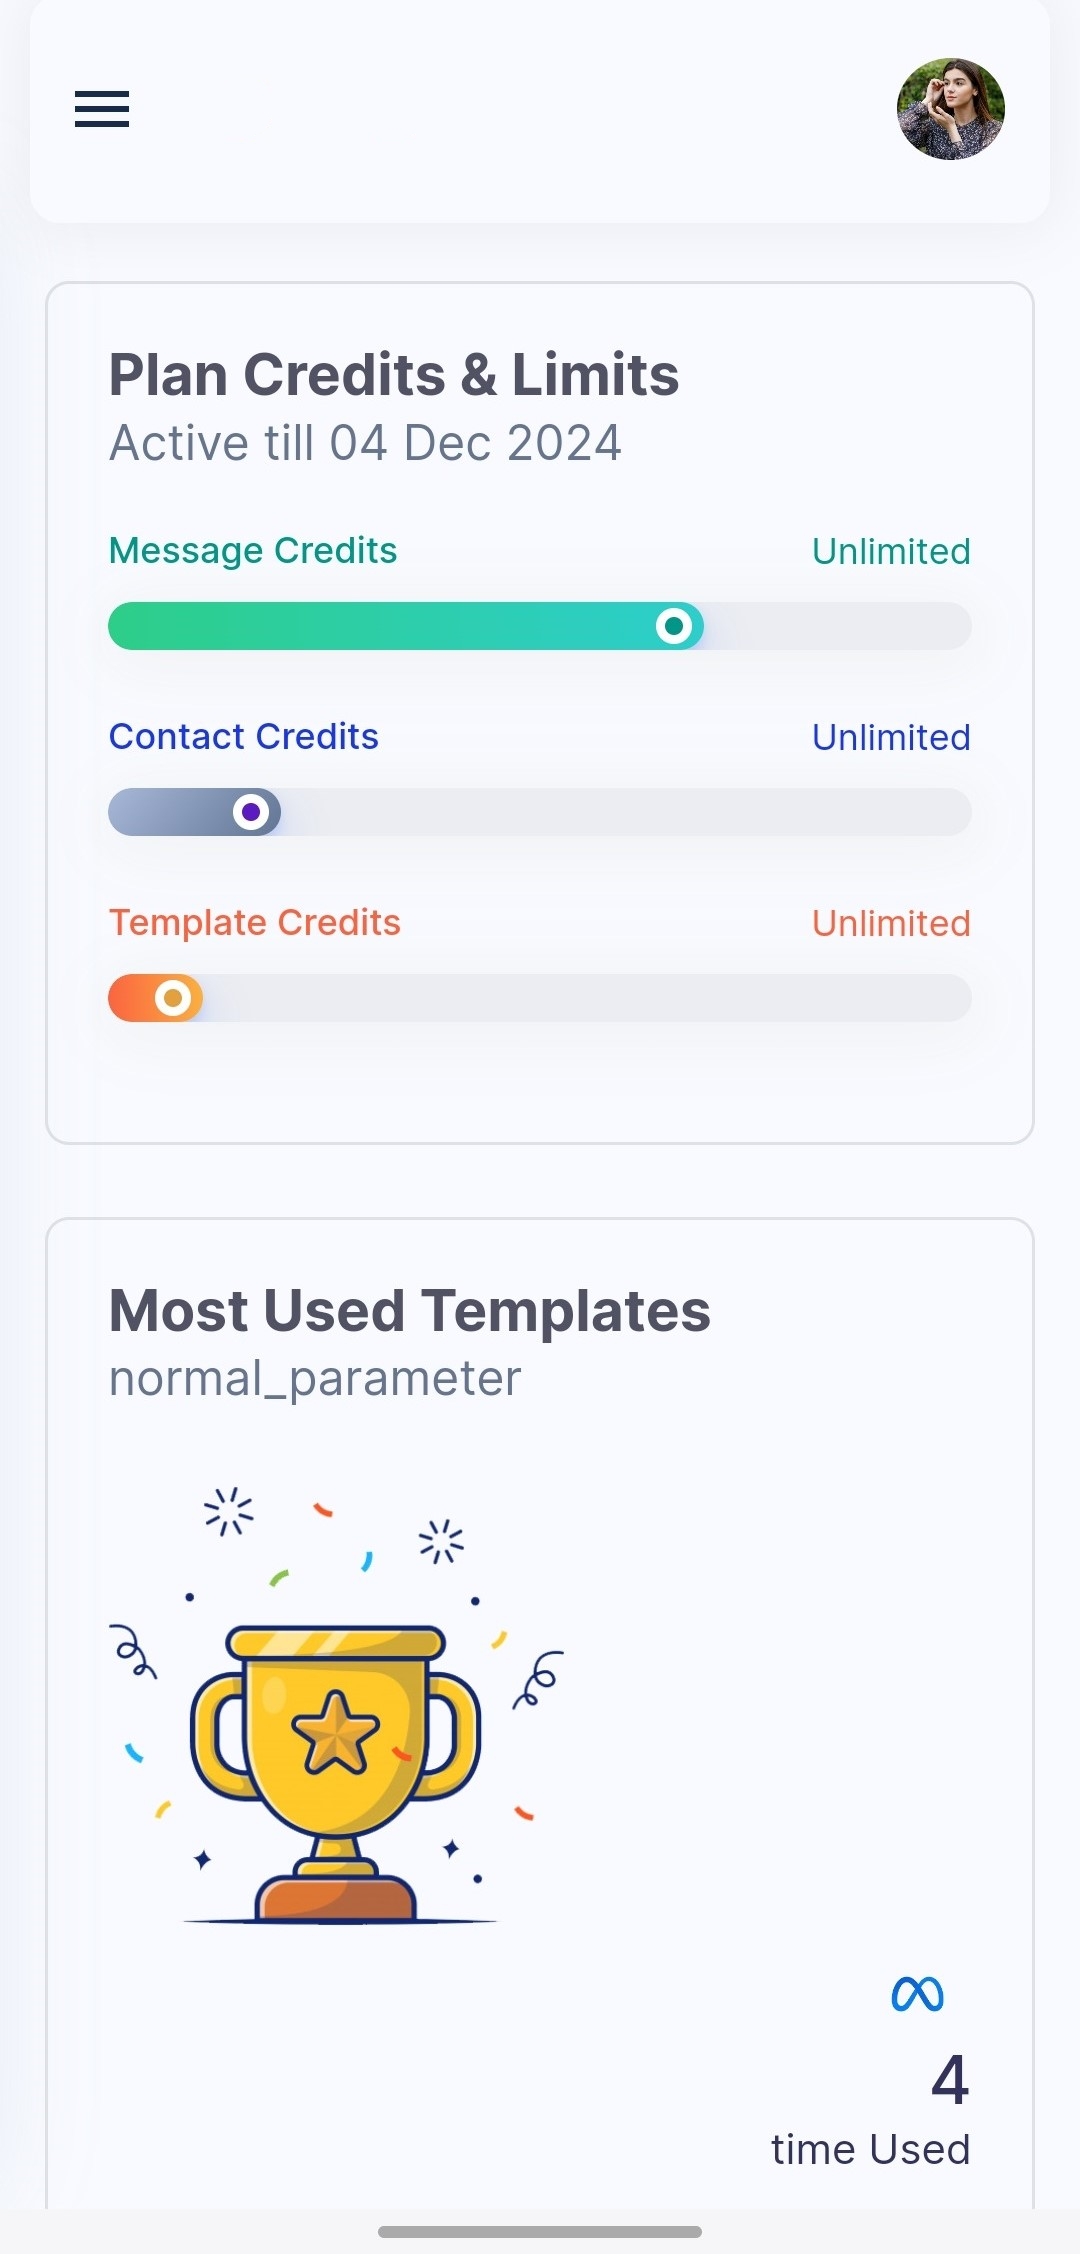 Plan Credits & Limits
Active till 04 Dec 2024
Message Credits Unlimited
Contact Credits Unlimited
Template Credits Unlimited
Most Used Templates
normal_parameter
4
time Used